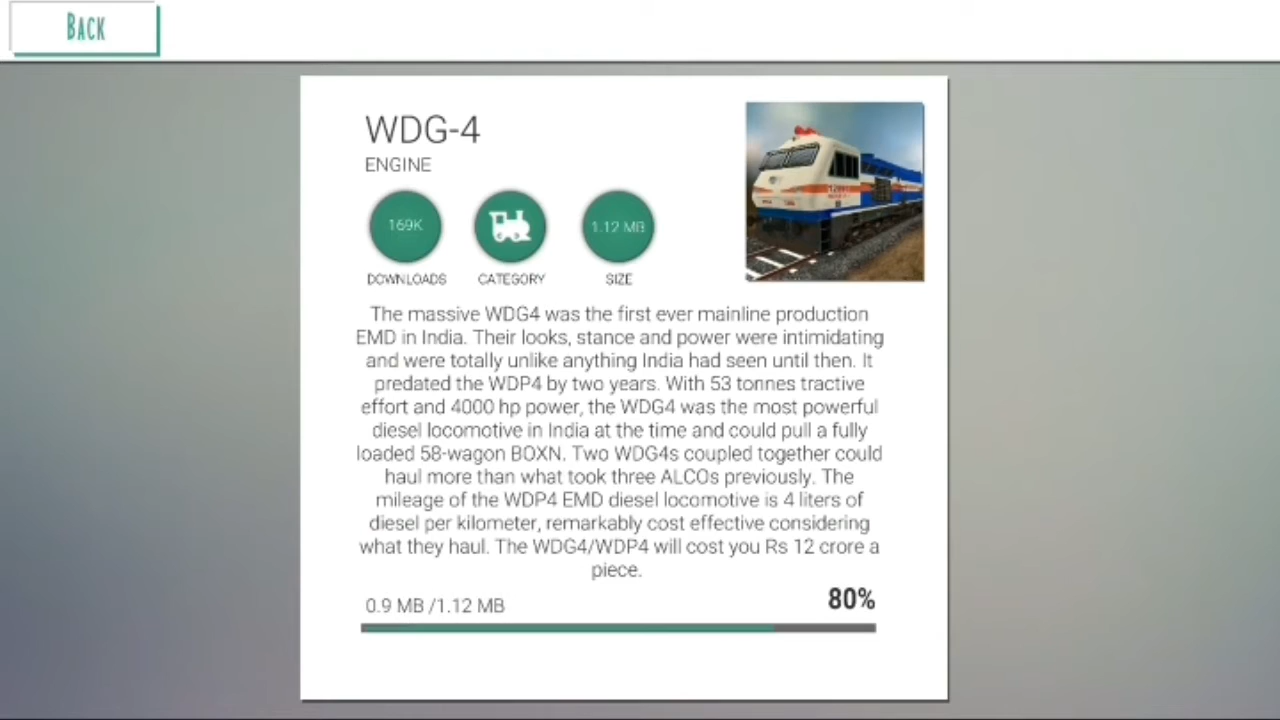 BACK
WDG-4
ENGINE
169K
1.12 MB
DOWNLOADS
CATEGORY
SIZE
The massive WDG4 was the first ever mainline production
EMD in India. Their looks, stance and power were intimidating
and were totally unlike anything India had seen until then. It
predated the WDP4 by two years. With 53 tonnes tractive
effort and 4000 hp power, the WDG4 was the most powerful
diesel locomotive in India at the time and could pull a fully
loaded 58-wagon BOXN. Two WDG4s coupled together could
haul more than what took three ALCOs previously. The
mileage of the WDP4 EMD diesel locomotive is 4 liters of
diesel per kilometer, remarkably cost effective considering
what they haul. The WDG4/WDP4 will cost you Rs 12 crore a
piece.
0.9 MB /1.12 MB
80%